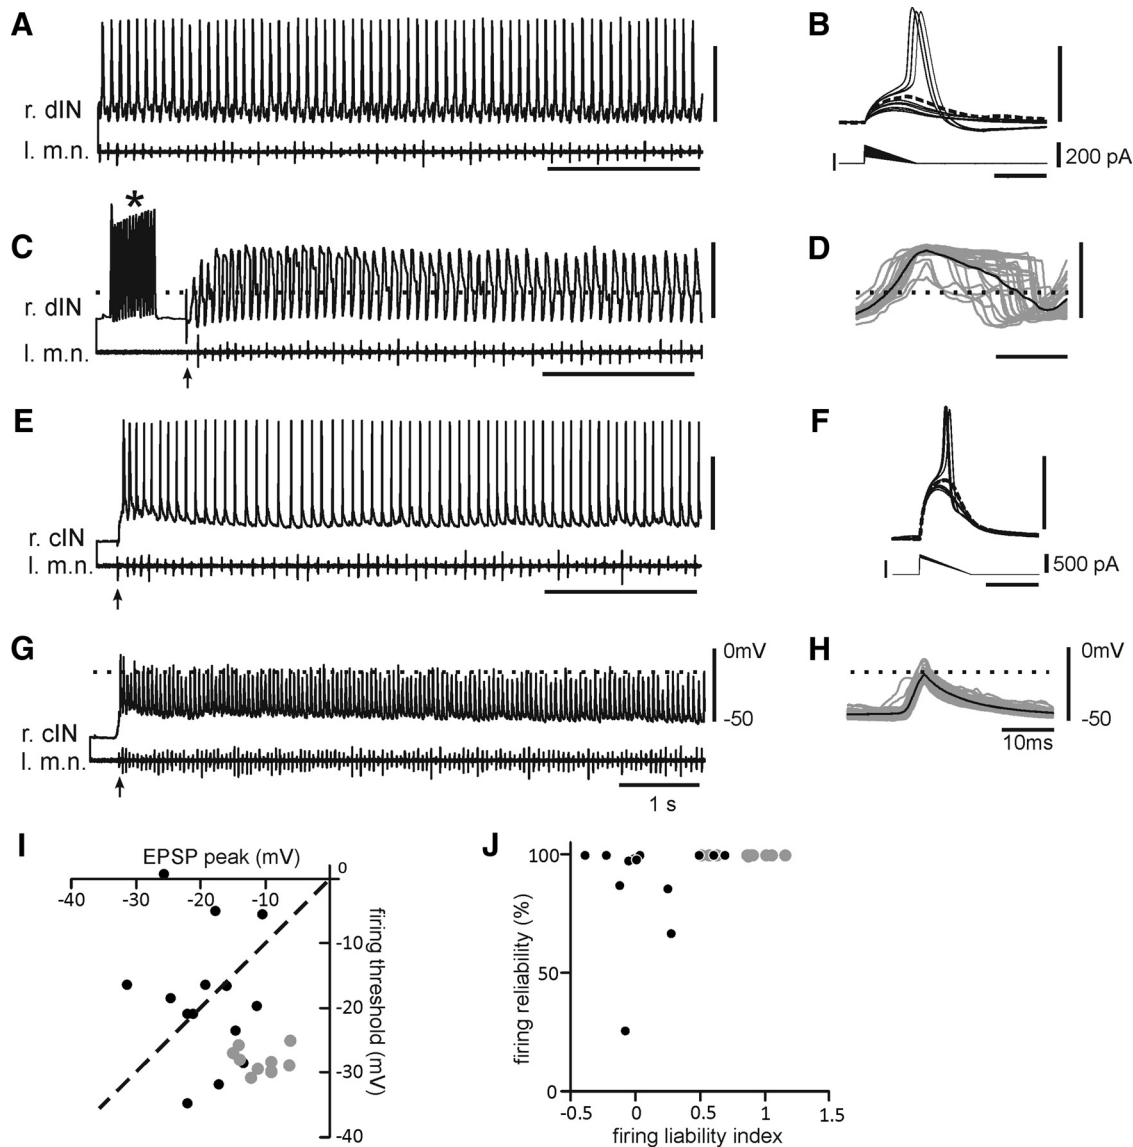 A
r. dIN
l. m.n.
B
200 pA
*
C
r. dIN
l. m.n.
D
E
r. cIN
l. m.n.
F
500 pA
G
0mV
-50
r. cIN
l. m.n.
1 s
H
0mV
-50
10ms
I
EPSP peak (mV)
0
-40 -30 -20 -10
-10
-20
-30
-40
firing threshold (mV)
J
100
50
0
firing reliability (%)
-0.5 0 0.5 1 1.5
firing liability index